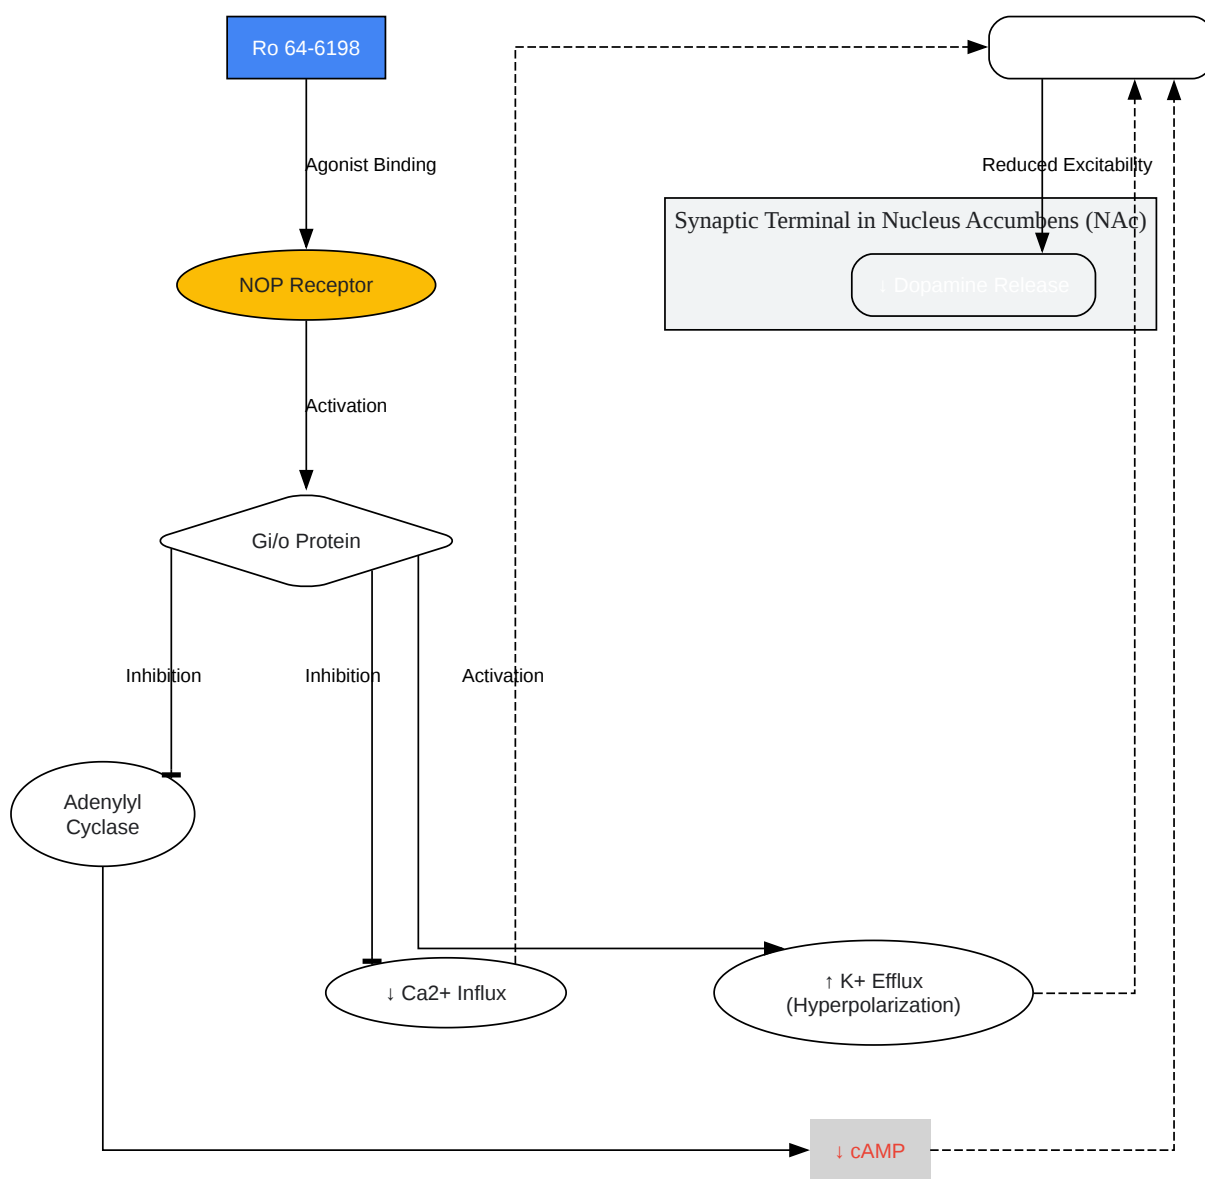 Ro 64-6198
Agonist Binding
Reduced Excitability
Synaptic Terminal in Nucleus Accumbens (NAc)
↓ Dopamine Release
NOP Receptor
Activation
Gi/o Protein
Inhibition
Inhibition
Activation
Adenylyl
Cyclase
↓ Ca2+ Influx
↑ K+ Efflux
(Hyperpolarization)
↓ cAMP